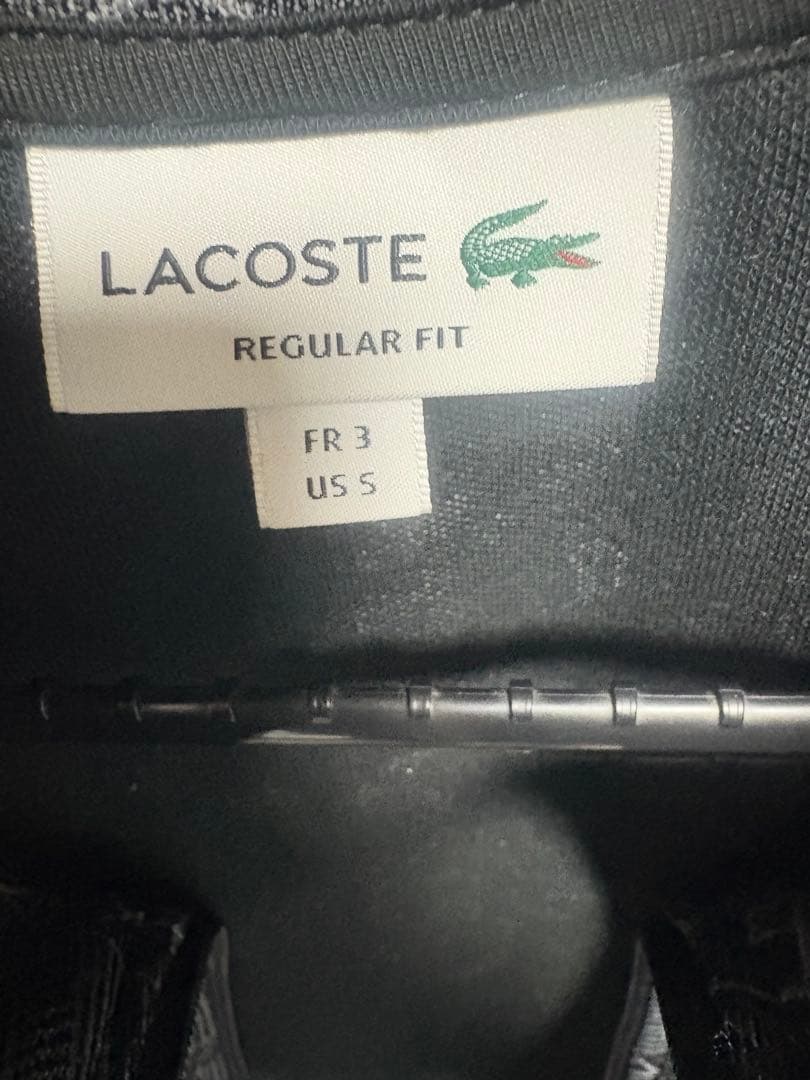 LACOSTE
REGULAR FIT
FR 3
US S